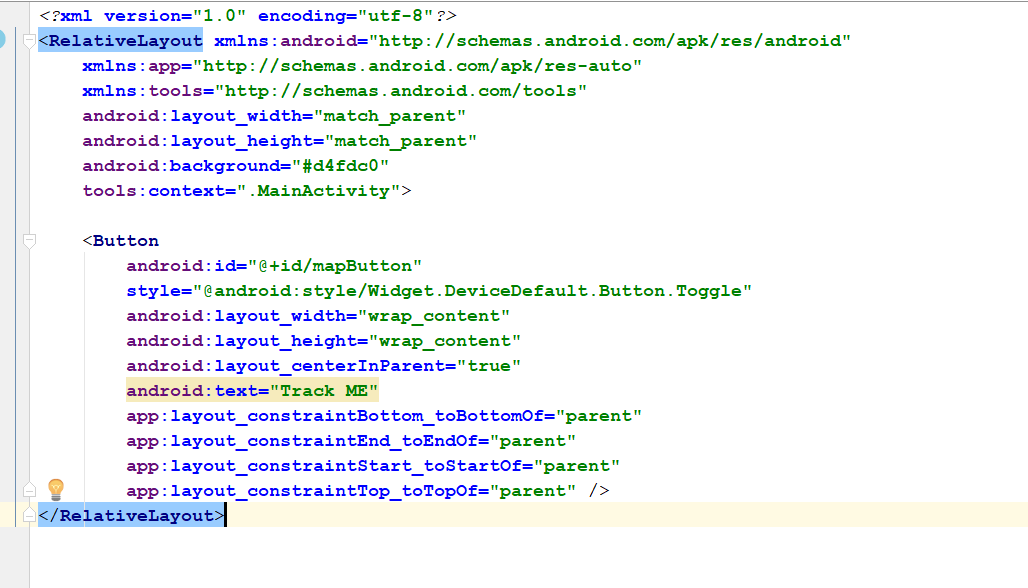 <?xml version="1.0" encoding="utf-8"?>
<RelativeLayout xmlns:android="http://schemas.android.com/apk/res/android"
    xmlns:app="http://schemas.android.com/apk/res-auto"
    xmlns:tools="http://schemas.android.com/tools"
    android:layout_width="match_parent"
    android:layout_height="match_parent"
    android:background="#d4fdc0"
    tools:context=".MainActivity">

    <Button
        android:id="@+id/mapButton"
        style="@android:style/Widget.DeviceDefault.Button.Toggle"
        android:layout_width="wrap_content"
        android:layout_height="wrap_content"
        android:layout_centerInParent="true"
        android:text="Track ME"
        app:layout_constraintBottom_toBottomOf="parent"
        app:layout_constraintEnd_toEndOf="parent"
        app:layout_constraintStart_toStartOf="parent"
        app:layout_constraintTop_toTopOf="parent" />
</RelativeLayout>